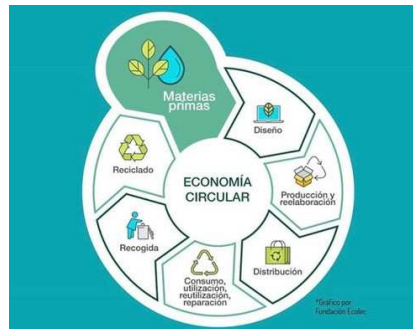 Materias
primas
Diseño
Producción y
reelaboración
Distribución
Consumo,
utilización,
reutilización,
reparación
Recogida
Reciclado
ECONOMÍA
CIRCULAR
*Gráfico por
Fundación Ecolec